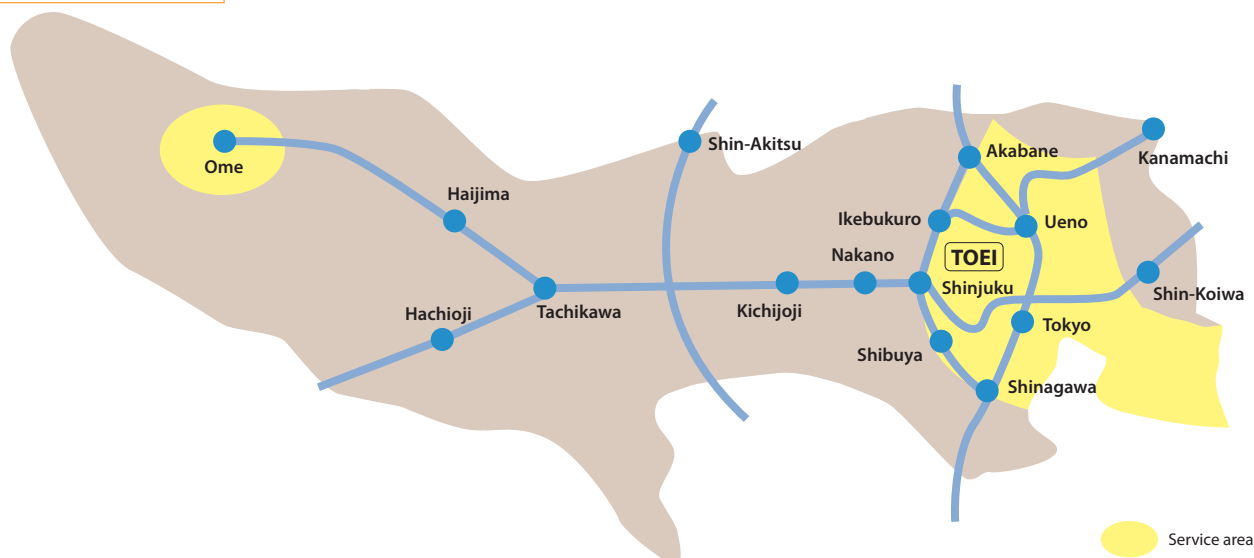 Ome
Haijima
Hachioji
Tachikawa
Shin-Akitsu
Kichijoji
Nakano
Ikebukuro
Akabane
Kanamachi
Ueno
TOEI
Shinjuku
Shin-Koiwa
Tokyo
Shibuya
Shinagawa
Service area